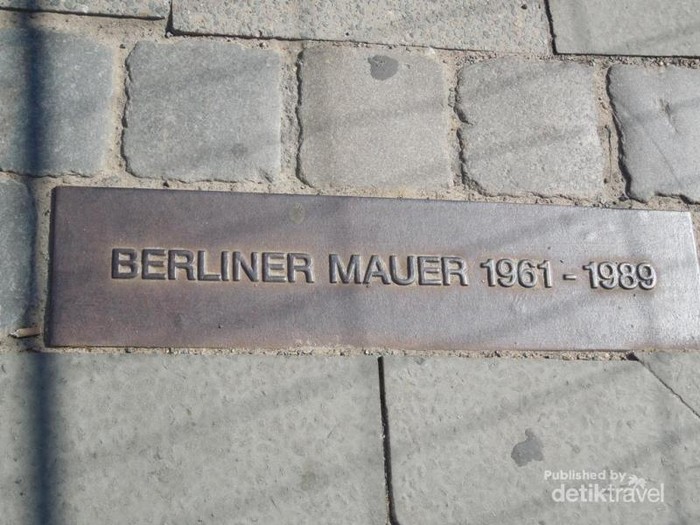 BERLINER MAUER 1961 - 1989
Published by
detiktravel